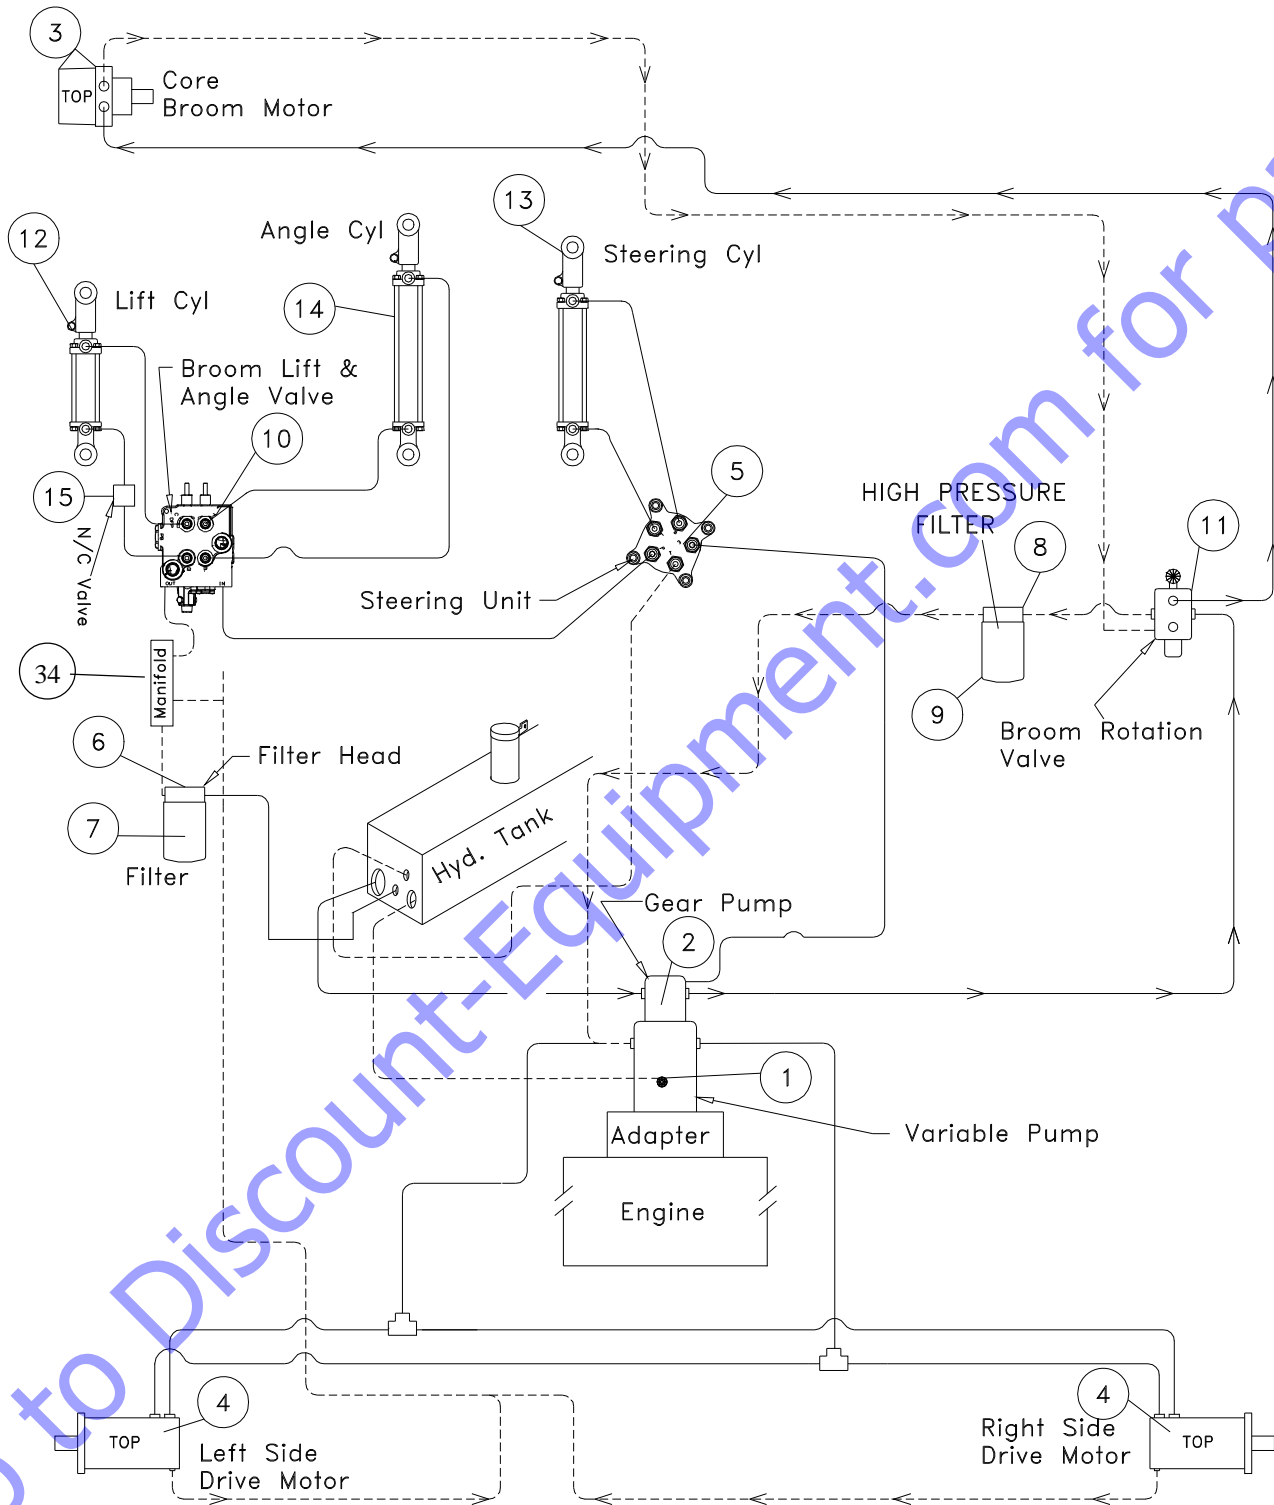 3
TOP
Core
Broom Motor
12
Lift Cyl
Angle Cyl
14
13
Steering Cyl
Broom Lift &
Angle Valve
10
15
N/C Valve
OUT
IN
5
Steering Unit
HIGH PRESSURE
FILTER
8
9
11
Broom Rotation
Valve
34
Manifold
6
Filter Head
7
Filter
Hyd. Tank
Gear Pump
2
1
Variable Pump
Adapter
Engine
4
TOP
Left Side
Drive Motor
4
TOP
Right Side
Drive Motor
to Discount-Equipment.com for